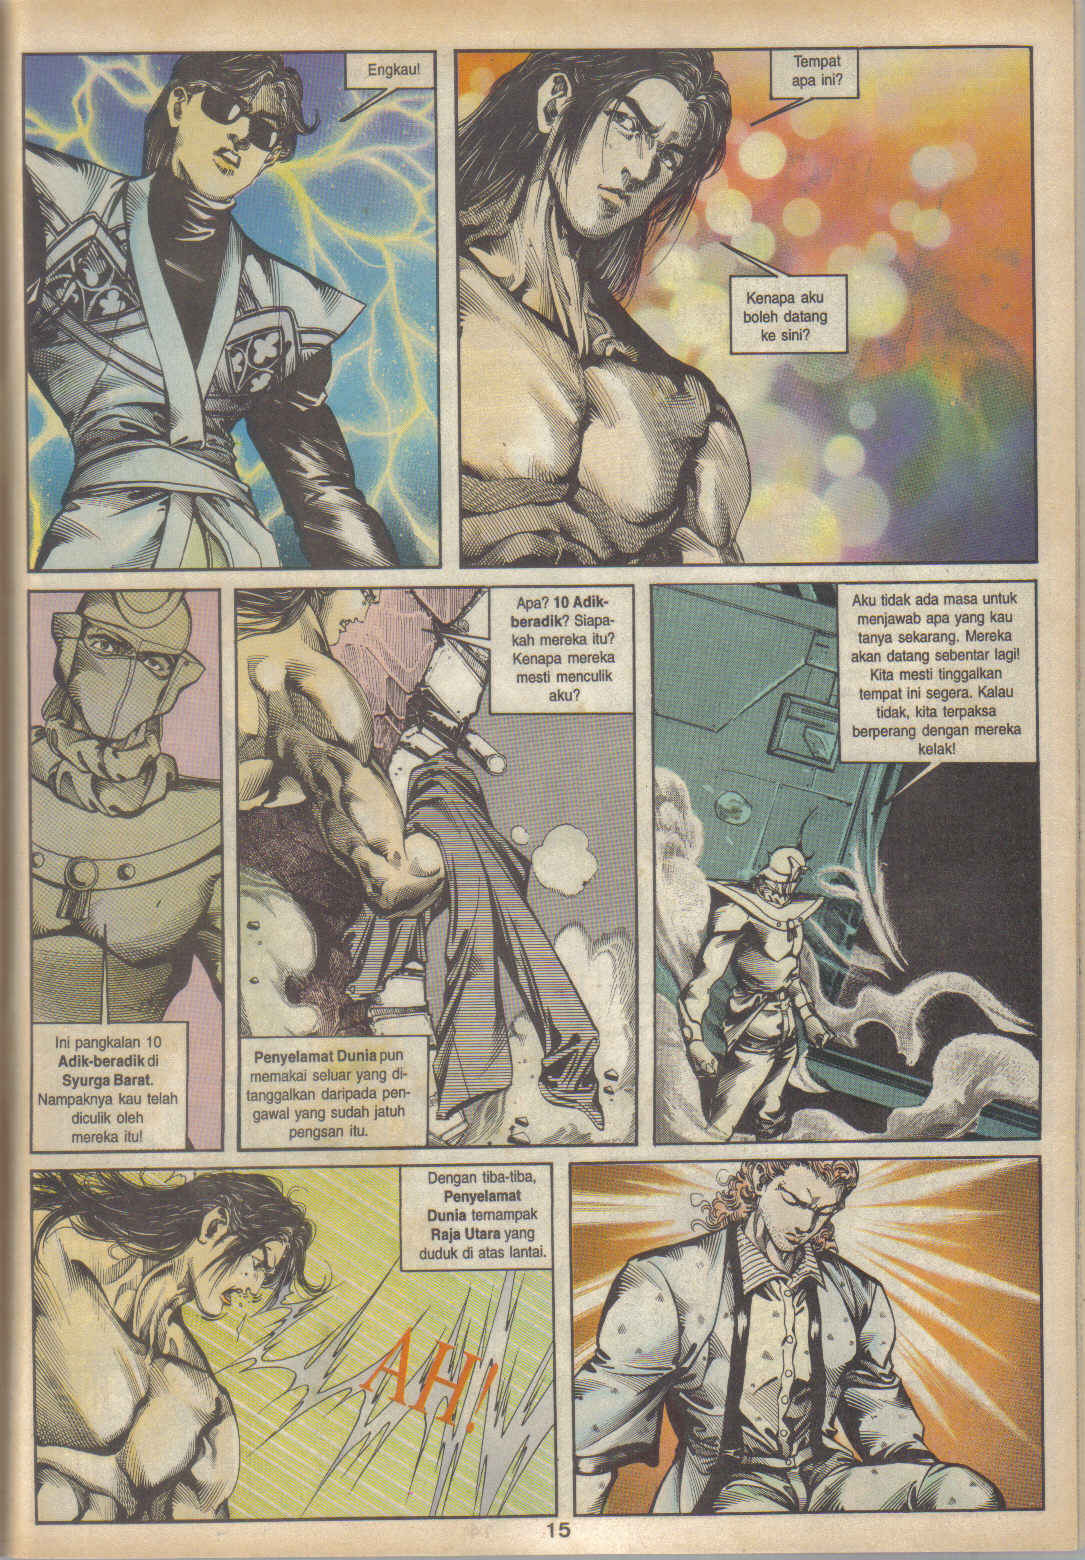 Engkau!
Tempat
apa ini?
Kenapa aku
boleh datang
ke sini?
Ini pangkalan 10
Adik-beradik di
Syurga Barat.
Nampaknya kau telah
diculik oleh
mereka itu!
Apa? 10 Adik-
beradik? Siapa-
kah mereka itu?
Kenapa mereka
mesti menculik
aku?
Penyelamat Dunia pun
memakai seluar yang di-
tanggalkan daripada pen-
gawal yang sudah jatuh
pengsan itu.
Aku tidak ada masa untuk
menjawab apa yang kau
tanya sekarang. Mereka
akan datang sebentar lagi!
Kita mesti tinggalkan
tempat ini segera. Kalau
tidak, kita terpaksa
berperang dengan mereka
kelak!
Dengan tiba-tiba,
Penyelamat
Dunia ternampak
Raja Utara yang
duduk di atas lantai.
AH!
15